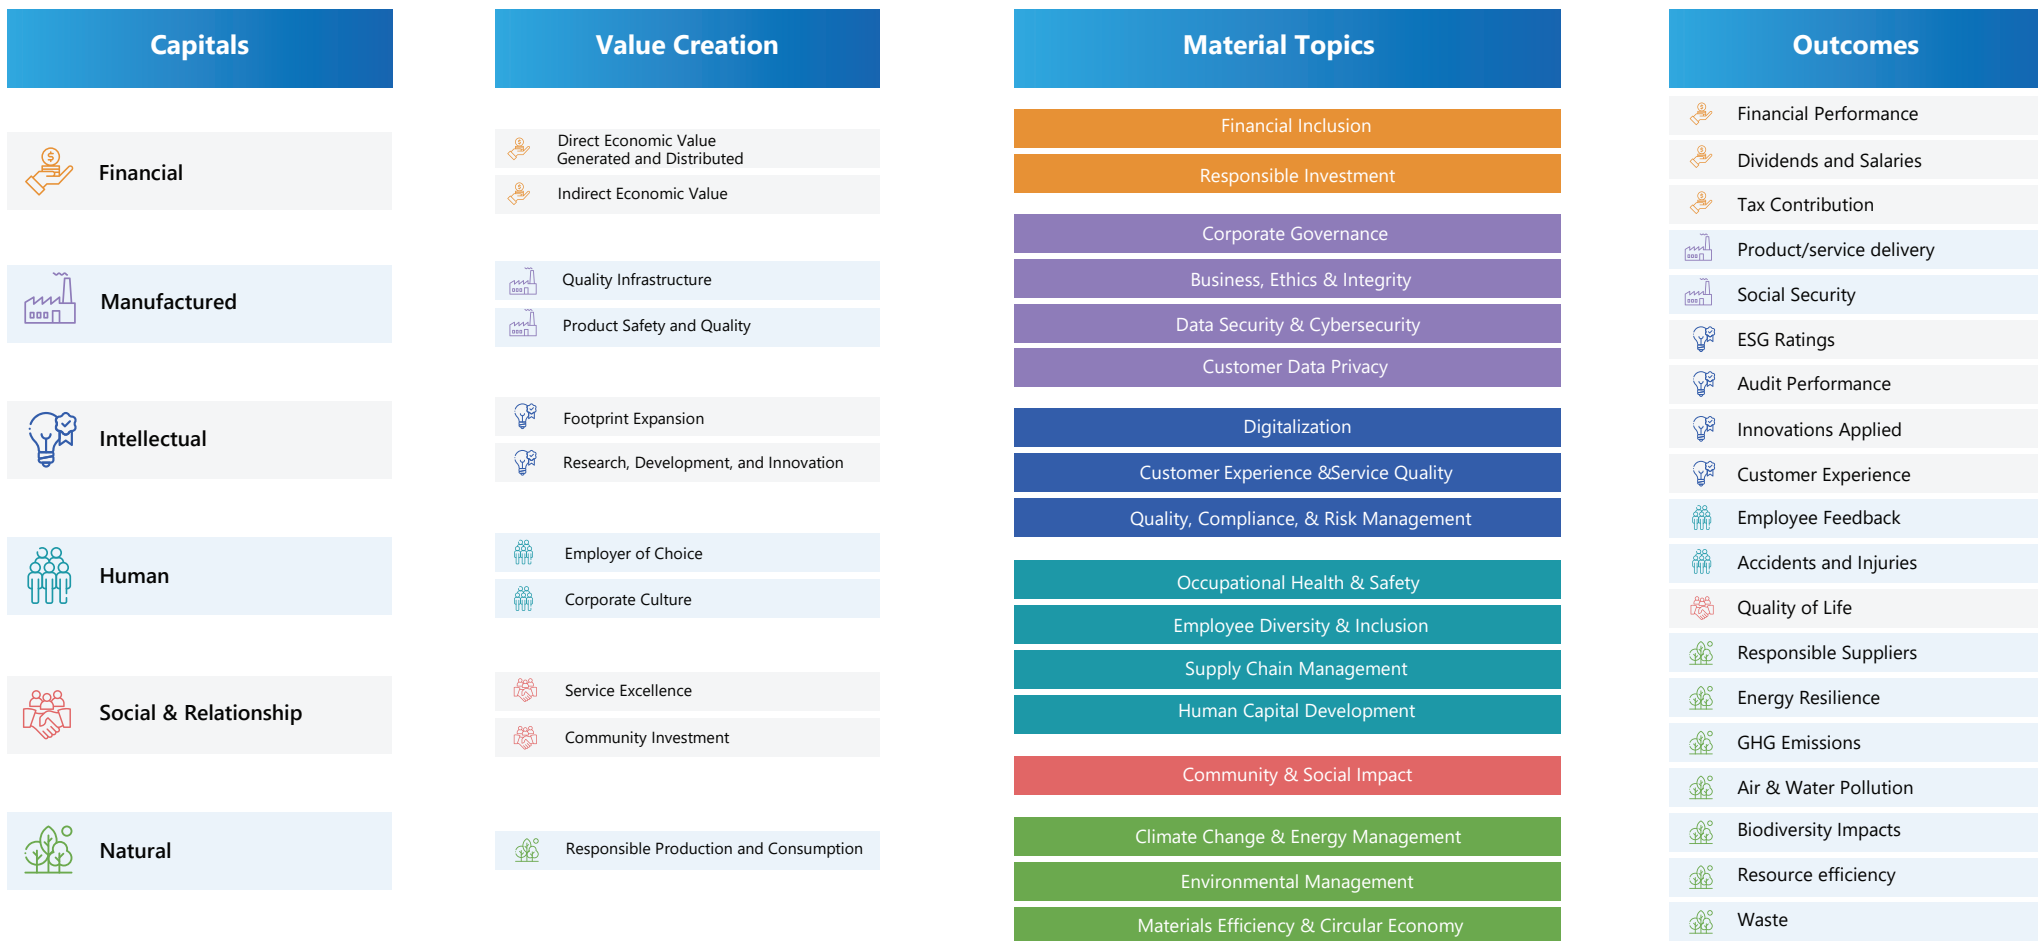 Capitals
Financial
Manufactured
Intellectual
Human
Social & Relationship
Natural
Value Creation
Direct Economic Value
Generated and Distributed
Indirect Economic Value
Quality Infrastructure
Product Safety and Quality
Footprint Expansion
Research, Development, and Innovation
Employer of Choice
Corporate Culture
Service Excellence
Community Investment
Responsible Production and Consumption
Material Topics
Financial Inclusion
Responsible Investment
Corporate Governance
Business, Ethics & Integrity
Data Security & Cybersecurity
Customer Data Privacy
Digitalization
Customer Experience &Service Quality
Quality, Compliance, & Risk Management
Occupational Health & Safety
Employee Diversity & Inclusion
Supply Chain Management
Human Capital Development
Community & Social Impact
Climate Change & Energy Management
Environmental Management
Materials Efficiency & Circular Economy
Outcomes
Financial Performance
Dividends and Salaries
Tax Contribution
Product/service delivery
Social Security
ESG Ratings
Audit Performance
Innovations Applied
Customer Experience
Employee Feedback
Accidents and Injuries
Quality of Life
Responsible Suppliers
Energy Resilience
GHG Emissions
Air & Water Pollution
Biodiversity Impacts
Resource efficiency
Waste